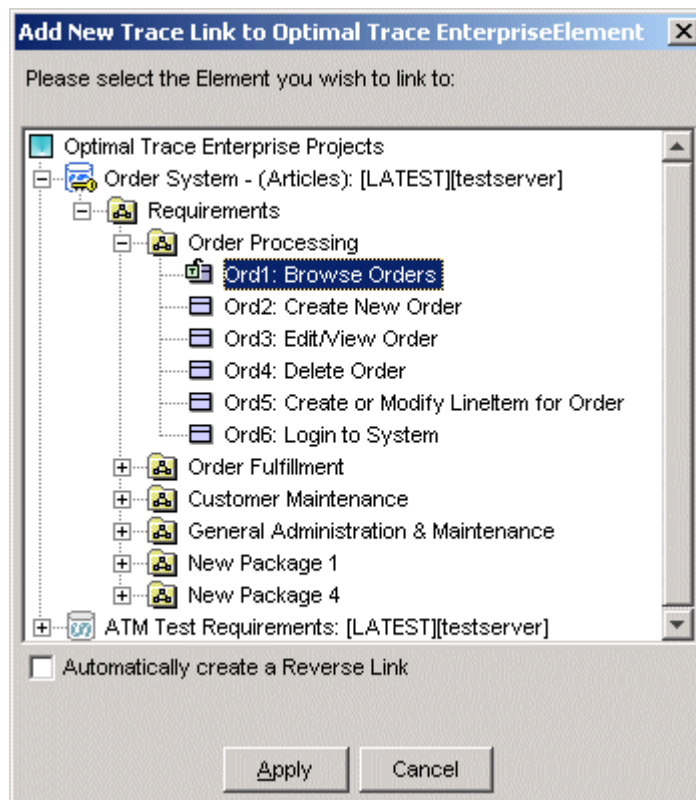 Add New Trace Link to Optimal Trace EnterpriseElement
Please select the Element you wish to link to:
Optimal Trace Enterprise Projects
Order System - (Articles): [LATEST][testserver]
Requirements
Order Processing
Ord1: Browse Orders
Ord2: Create New Order
Ord3: Edit/View Order
Ord4: Delete Order
Ord5: Create or Modify LineItem for Order
Ord6: Login to System
Order Fulfillment
Customer Maintenance
General Administration & Maintenance
New Package 1
New Package 4
ATM Test Requirements: [LATEST][testserver]
Automatically create a Reverse Link
Apply Cancel